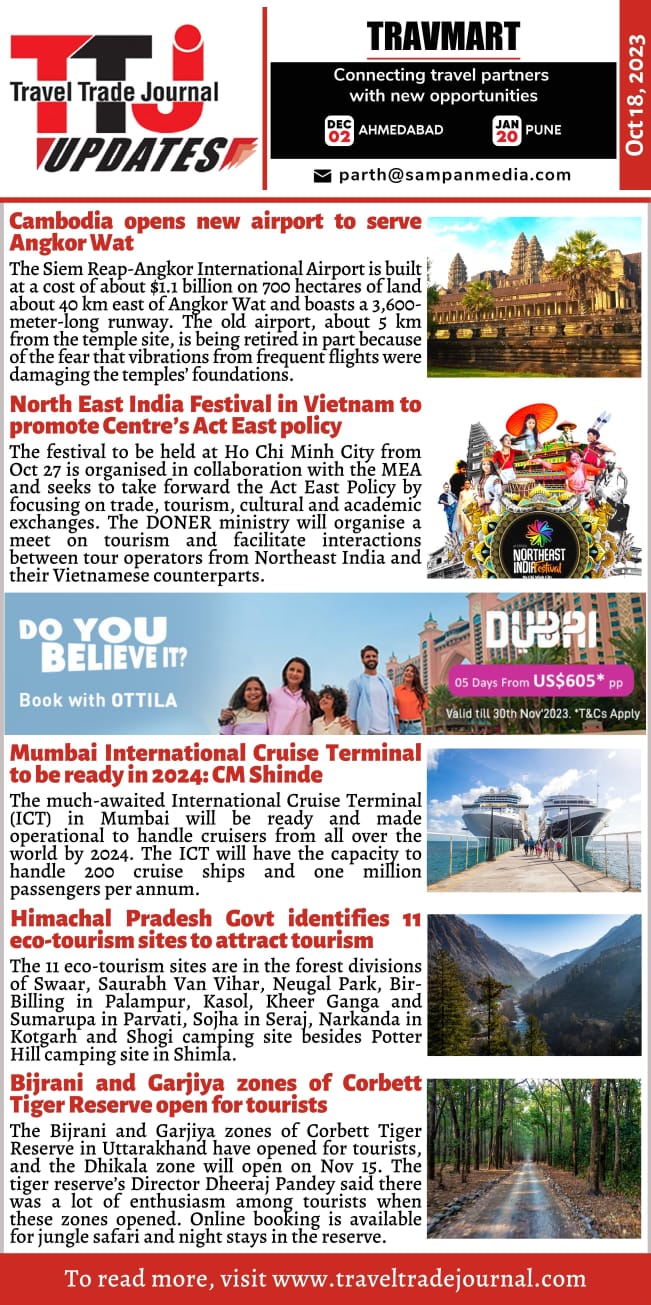 TTJ
Travel Trade Journal
UPDATES
TRAVMART
Connecting travel partners
with new opportunities
DEC
02
AHMEDABAD
JAN
20
PUNE
parth@sampanmedia.com
Oct 18, 2023
Cambodia opens new airport to serve
Angkor Wat
The Siem Reap-Angkor International Airport is built
at a cost of about $1.1 billion on 700 hectares of land
about 40 km east of Angkor Wat and boasts a 3,600-
meter-long runway. The old airport, about 5 km
from the temple site, is being retired in part because
of the fear that vibrations from frequent flights were
damaging the temples' foundations.
North East India Festival in Vietnam to
promote Centre's Act East policy
The festival to be held at Ho Chi Minh City from
Oct 27 is organised in collaboration with the MEA
and seeks to take forward the Act East Policy by
focusing on trade, tourism, cultural and academic
exchanges. The DONER ministry will organise a
meet on tourism and facilitate interactions
between tour operators from Northeast India and
their Vietnamese counterparts.
NORTHEAST
INDIA Festival
DO YOU
BELIEVE IT?
Book with OTTILA
DUBAI
05 Days From US$605* pp
Valid till 30th Nov'2023. *T&Cs Apply
Mumbai International Cruise Terminal
to be ready in 2024: CM Shinde
The much-awaited International Cruise Terminal
(ICT) in Mumbai will be ready and made
operational to handle cruisers from all over the
world by 2024. The ICT will have the capacity to
handle 200 cruise ships and one million
passengers per annum.
Himachal Pradesh Govt identifies 11
eco-tourism sites to attract tourism
The 11 eco-tourism sites are in the forest divisions
of Swaar, Saurabh Van Vihar, Neugal Park, Bir-
Billing in Palampur, Kasol, Kheer Ganga and
Sumarupa in Parvati, Sojha in Seraj, Narkanda in
Kotgarh and Shogi camping site besides Potter
Hill camping site in Shimla.
Bijrani and Garjiya zones of Corbett
Tiger Reserve open for tourists
The Bijrani and Garjiya zones of Corbett Tiger
Reserve in Uttarakhand have opened for tourists,
and the Dhikala zone will open on Nov 15. The
tiger reserve's Director Dheeraj Pandey said there
was a lot of enthusiasm among tourists when
these zones opened. Online booking is available
for jungle safari and night stays in the reserve.
To read more, visit www.traveltradejournal.com